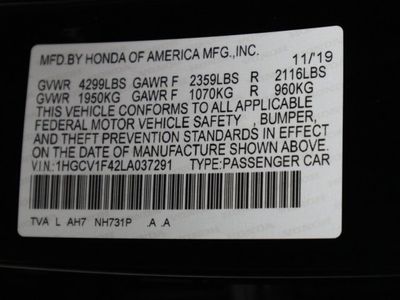 MFD.BY HONDA OF AMERICA MFG.,INC. 11/19
GVWR 4299LBS GAWR F 2359LBS R 2116LBS
GVWR 1950KG GAWR F 1070KG R 960KG
THIS VEHICLE CONFORMS TO ALL APPLICABLE
FEDERAL MOTOR VEHICLE SAFETY , BUMPER,
AND THEFT PREVENTION STANDARDS IN EFFECT
ON THE DATE OF MANUFACTURE SHOWN ABOVE.
V.I.N.:1HGCV1F42LA037291 TYPE:PASSENGER CAR
TVA L AH7 NH731P .A .A